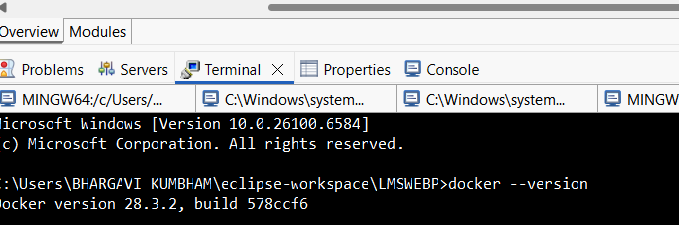 Overview Modules
Problems Servers Terminal Properties Console
MINGW64:/c/Users/... C:\Windows\system... C:\Windows\system... MINGW
Microsoft Windows [Version 10.0.26100.6584]
(c) Microsoft Corporation. All rights reserved.
C:\Users\BHARGAVI KUMBHAM\eclipse-workspace\LMSWEBP>docker --version
Docker version 28.3.2, build 578ccf6